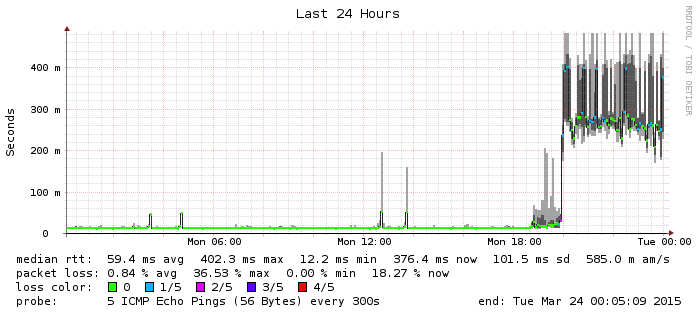 Last 24 Hours
RRDTOOL / TOBI OETIKER
Seconds
400 m
300 m
200 m
100 m
0
Mon 06:00 Mon 12:00 Mon 18:00 Tue 00:00
median rtt: 59.4 ms avg 402.3 ms max 12.2 ms min 376.4 ms now 101.5 ms sd 585.0 m am/s
packet loss: 0.84 % avg 36.53 % max 0.00 % min 18.27 % now
loss color: 0 1/5 2/5 3/5 4/5
probe: 5 ICMP Echo Pings (56 Bytes) every 300s end: Tue Mar 24 00:05:09 2015